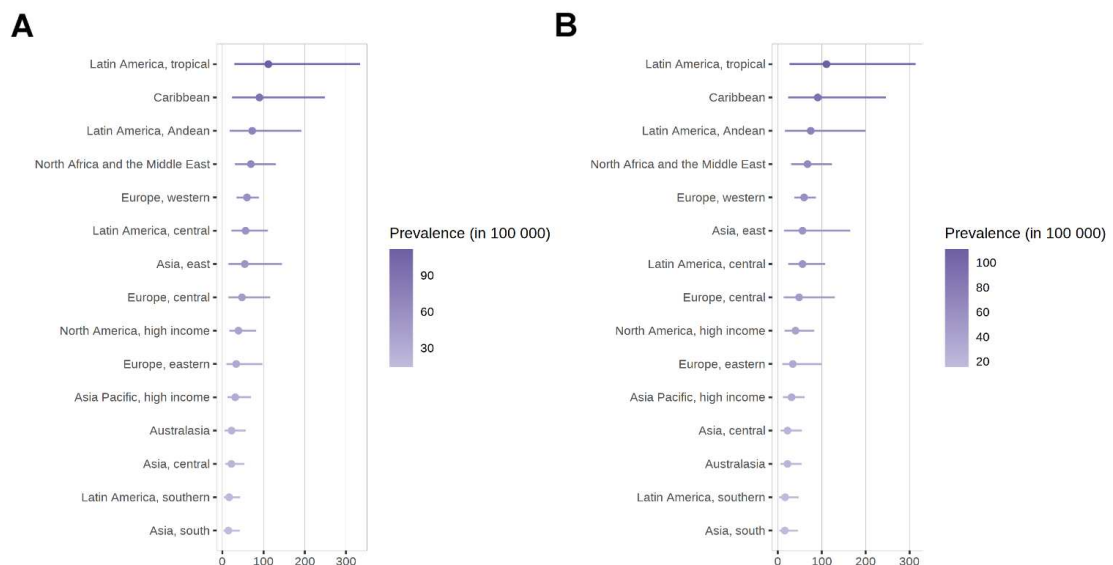 A
Latin America, tropical
Caribbean
Latin America, Andean
North Africa and the Middle East
Europe, western
Latin America, central
Asia, east
Europe, central
North America, high income
Europe, eastern
Asia Pacific, high income
Australasia
Asia, central
Latin America, southern
Asia, south
0 100 200 300
Prevalence (in 100 000)
90
60
30
B
Latin America, tropical
Caribbean
Latin America, Andean
North Africa and the Middle East
Europe, western
Asia, east
Latin America, central
Europe, central
North America, high income
Europe, eastern
Asia Pacific, high income
Asia, central
Australasia
Latin America, southern
Asia, south
0 100 200 300
Prevalence (in 100 000)
100
80
60
40
20